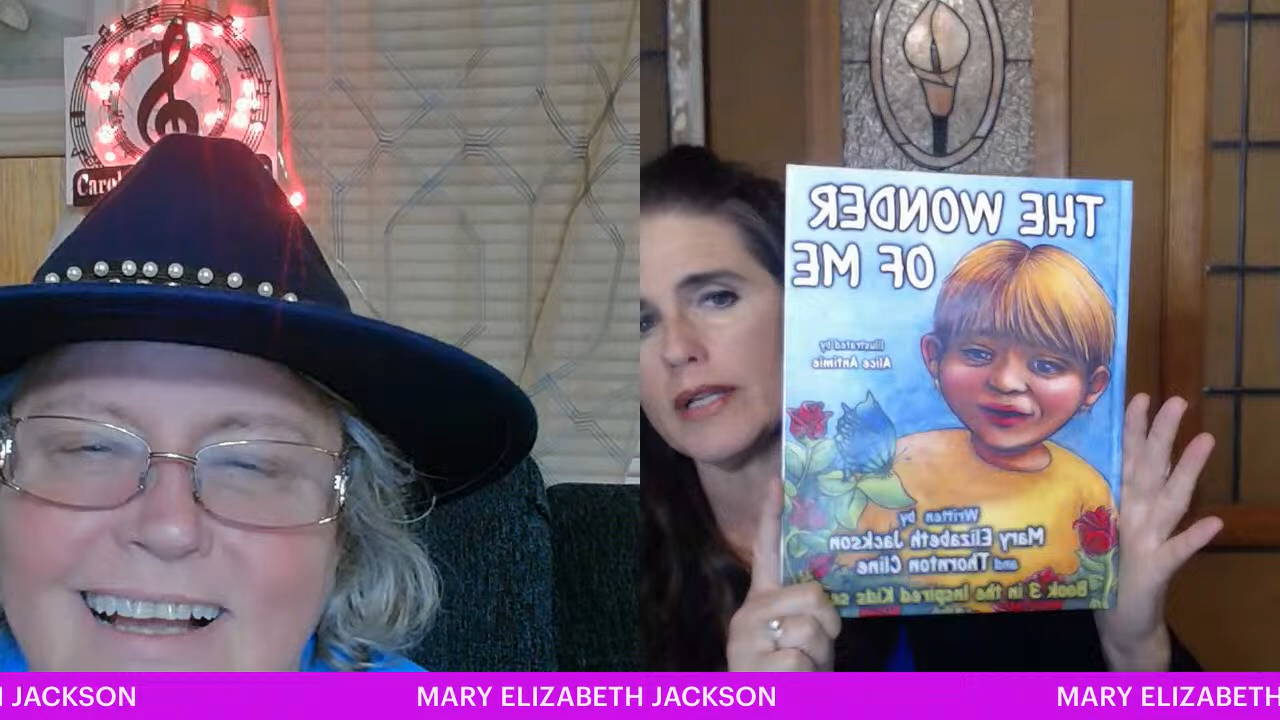 Carol
THE WONDER
OF ME
Illustrated by
Alice Antimie
Written by
Mary Elizabeth Jackson
and Thornton Cline
Book 3 in the Inspired Kids se
H JACKSON MARY ELIZABETH JACKSON MARY ELIZABETH